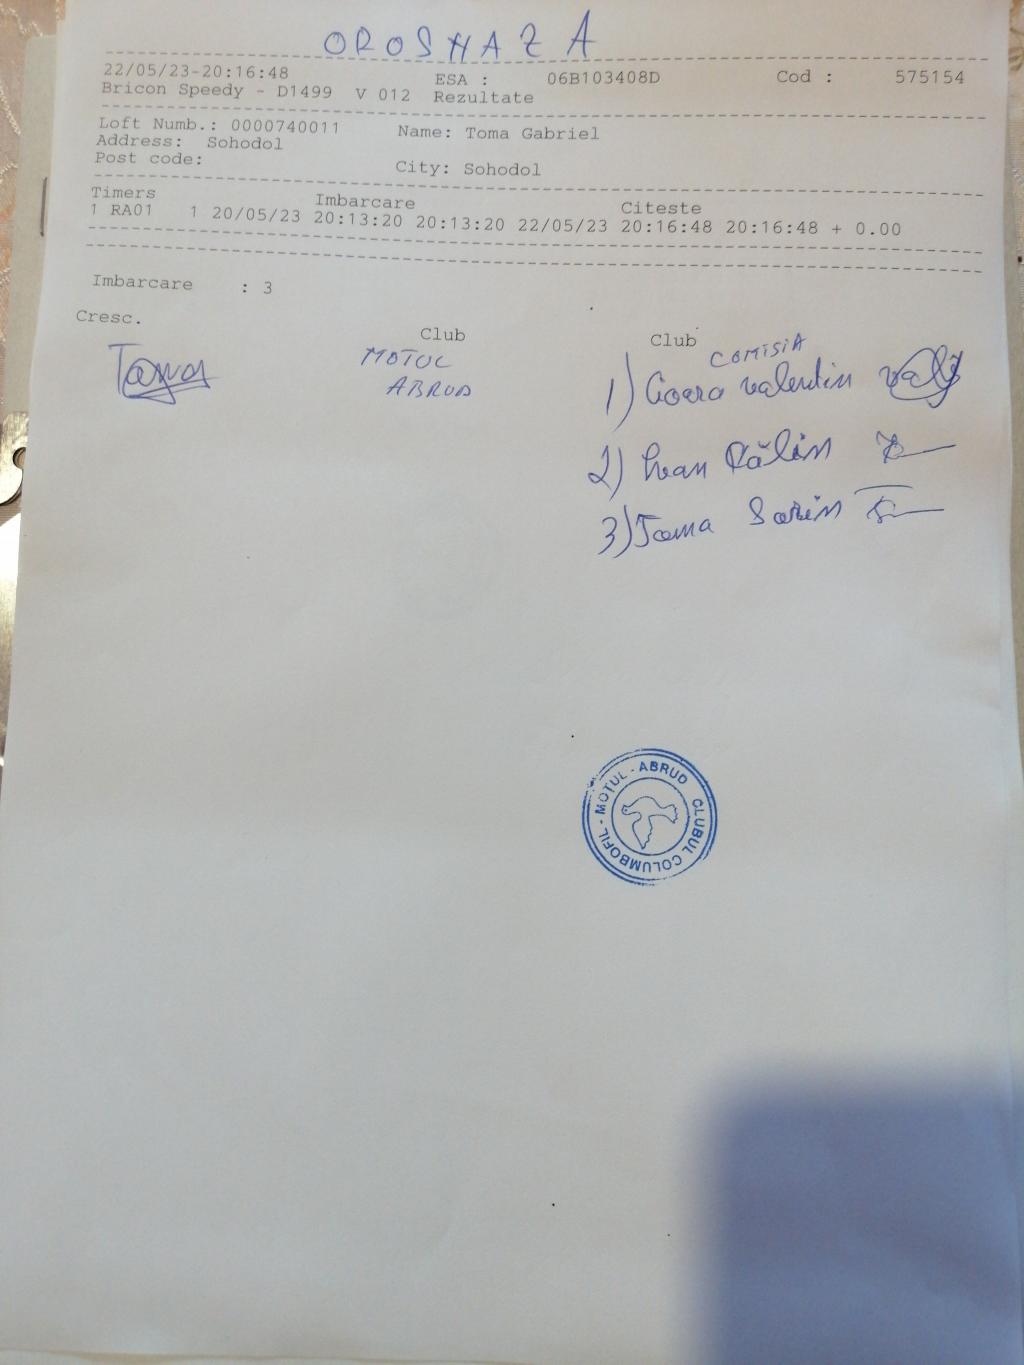 OROSHAZA
22/05/23-20:16:48 ESA : 06B103408D Cod : 575154
Bricon Speedy - D1499 V 012 Rezultate
Loft Numb.: 0000740011 Name: Toma Gabriel
Address: Sohodol
Post code: City: Sohodol
Timers Imbarcare Citeste
1 RA01 1 20/05/23 20:13:20 20:13:20 22/05/23 20:16:48 20:16:48 + 0.00
Imbarcare : 3
Cresc. Club Club
MOTUL COMISIA
ABRUD
1) valentin
2) Ivan Călin
3) Toma Sorin
CLUBUL COLUMBOFIL - MOTUL - ABRUD